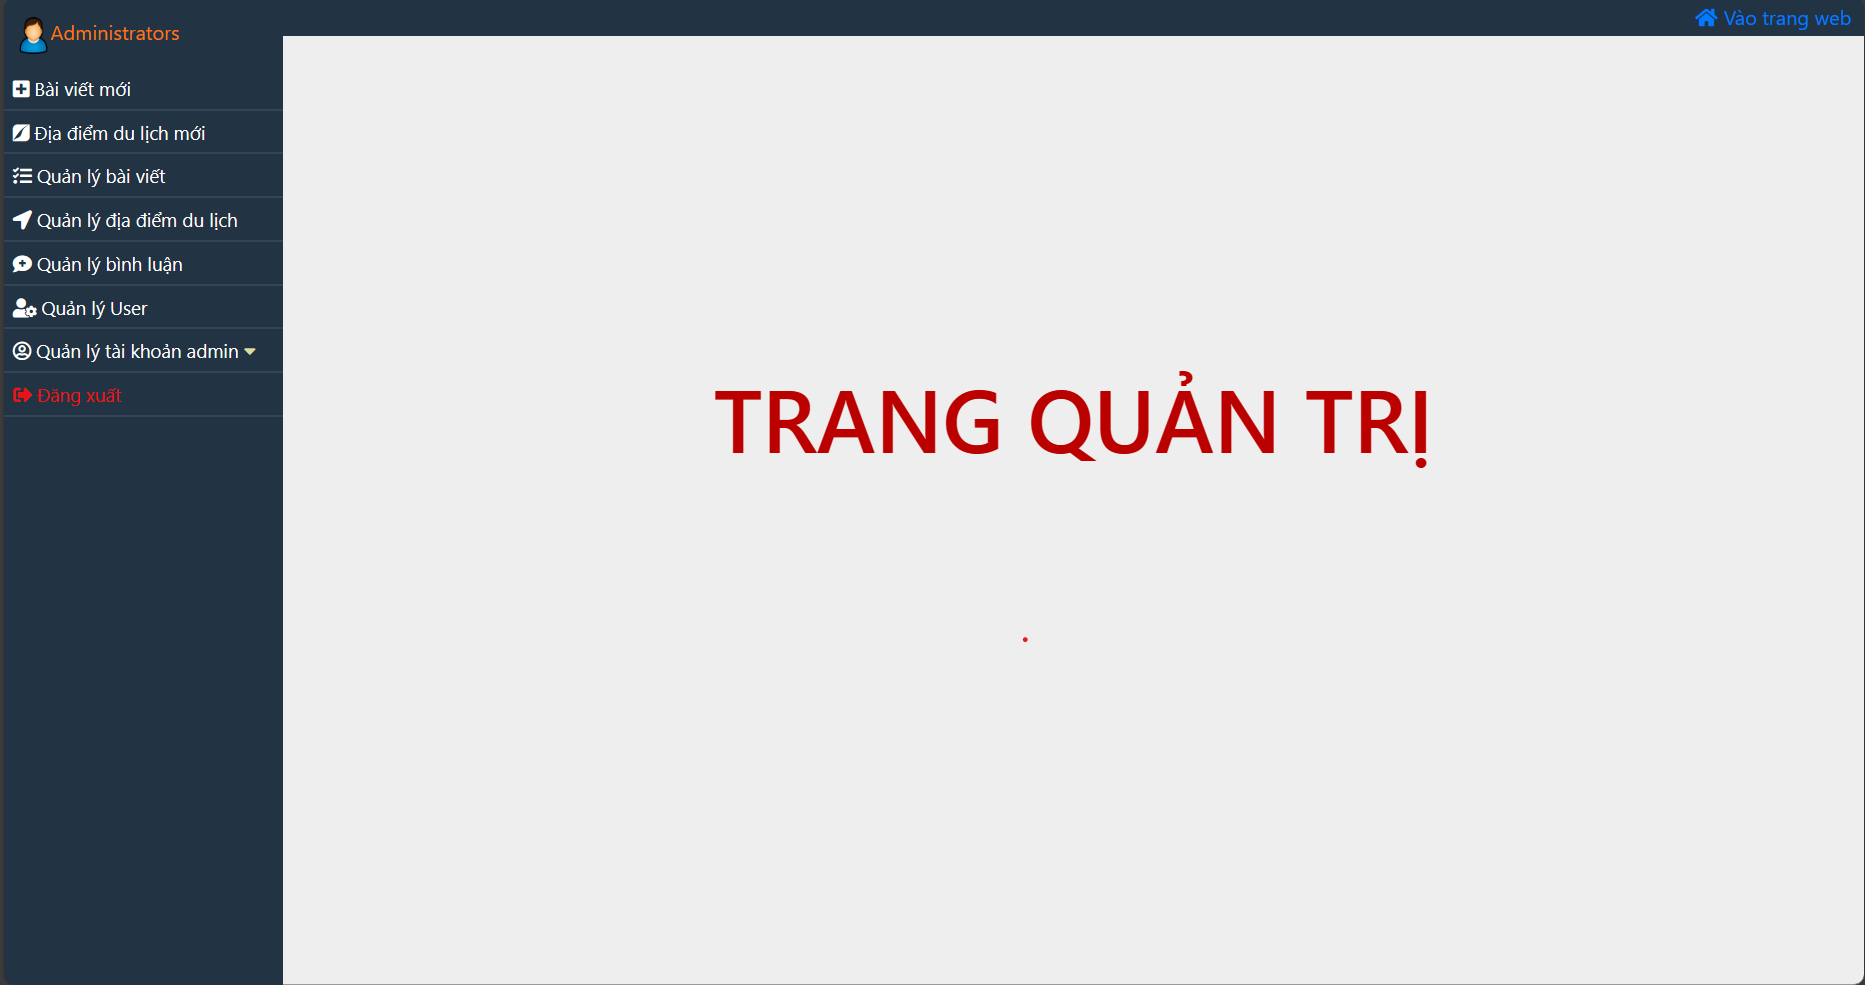 Administrators
Vào trang web
Bài viết mới
Địa điểm du lịch mới
Quản lý bài viết
Quản lý địa điểm du lịch
Quản lý bình luận
Quản lý User
Quản lý tài khoản admin
Đăng xuất
TRANG QUẢN TRỊ
.